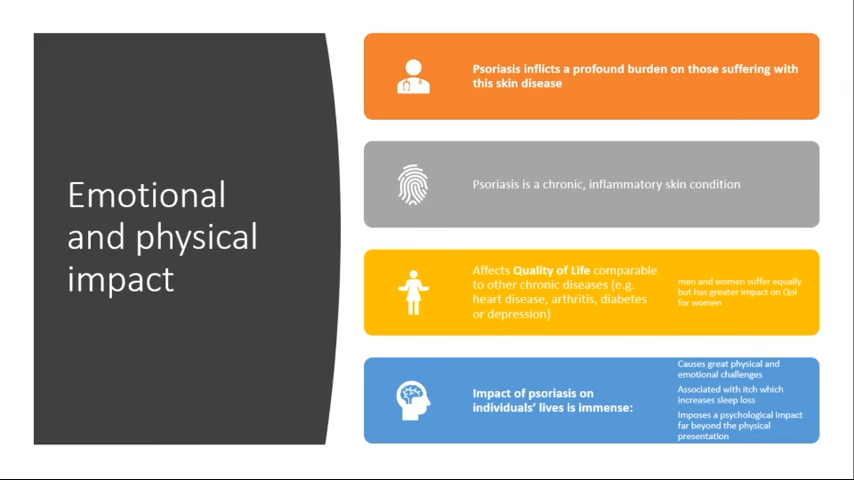 Emotional
and physical
impact
Psoriasis inflicts a profound burden on those suffering with
this skin disease
Psoriasis is a chronic, inflammatory skin condition
Affects Quality of Life comparable
to other chronic diseases (e.g.
heart disease, arthritis, diabetes
or depression)
men and women suffer equally
but has greater impact on Qol
for women
Impact of psoriasis on
individuals' lives is immense:
Causes great physical and
emotional challenges
Associated with itch which
increases sleep loss
Imposes a psychological impact
far beyond the physical
presentation